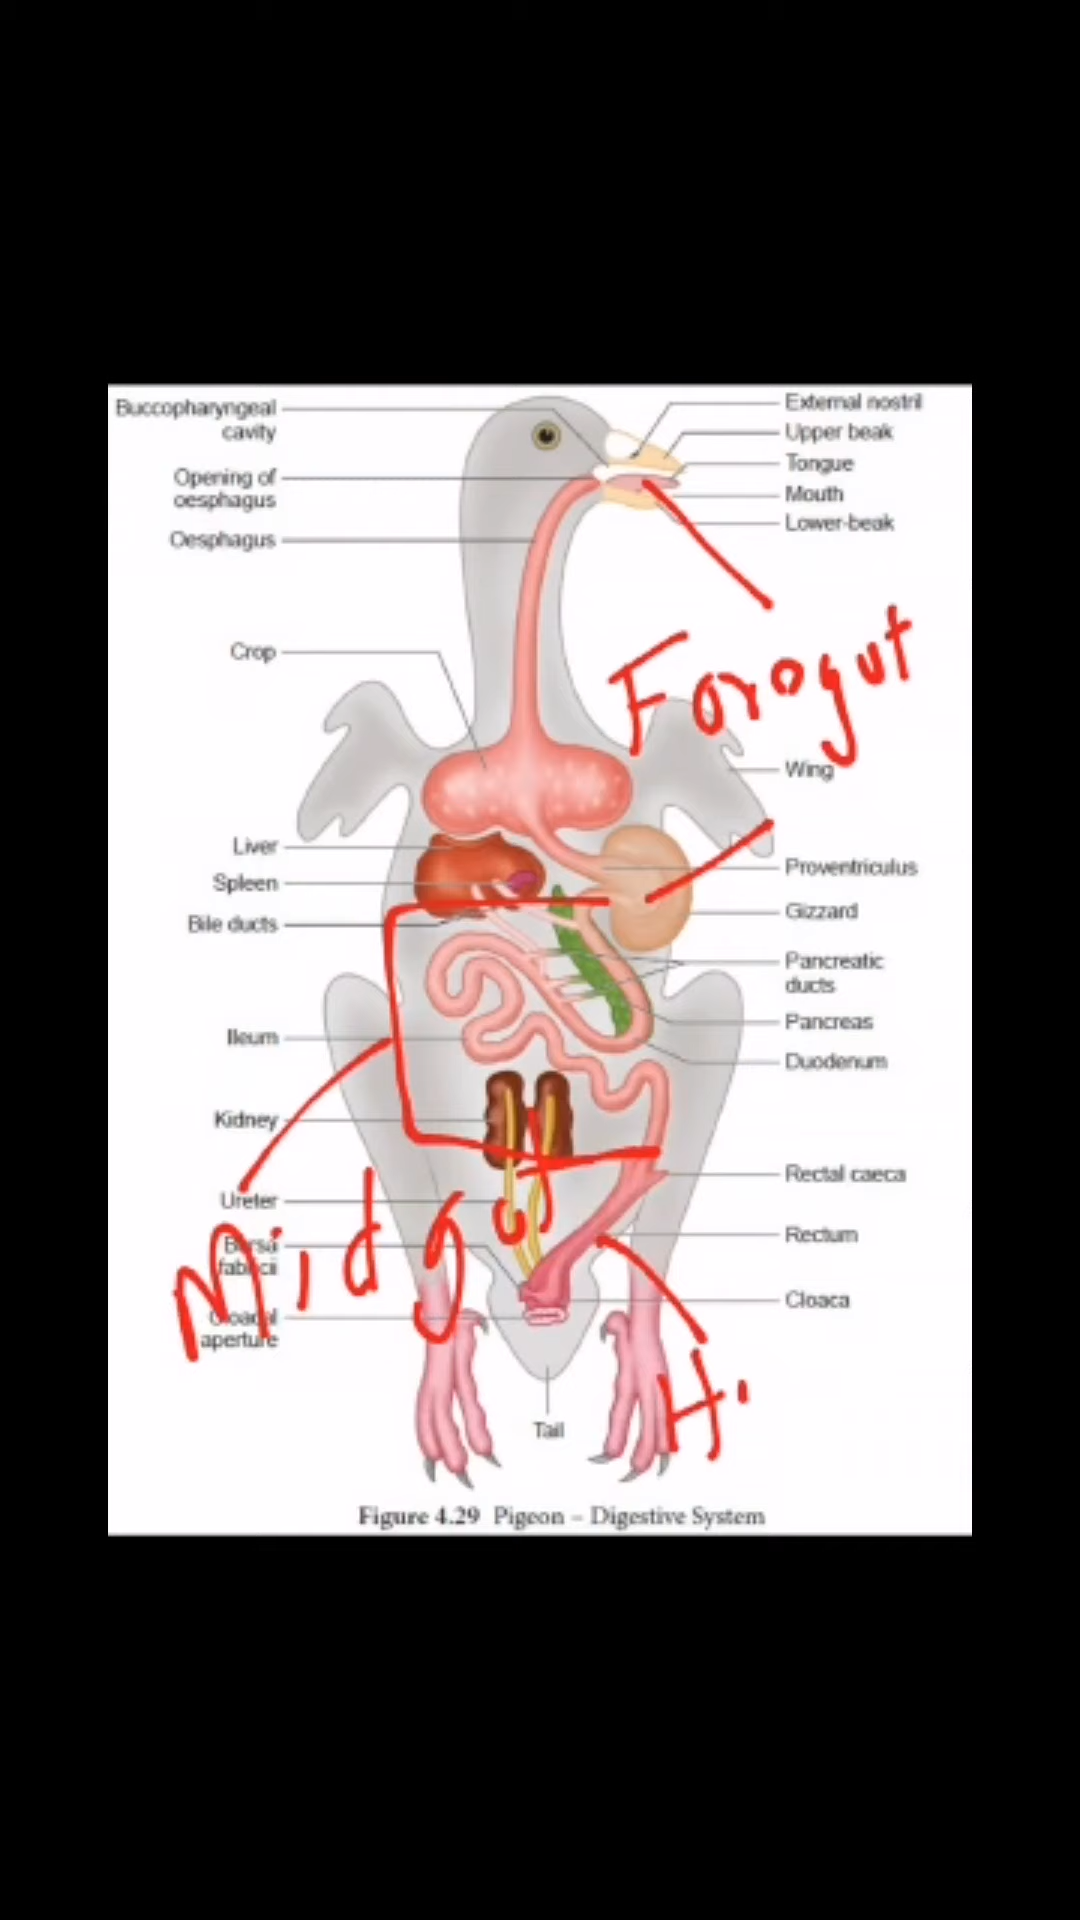 Buccopharyngeal
cavity
Opening of
oesphagus
Oesphagus
Crop
Liver
Spleen
Bile ducts
Ileum
Kidney
Ureter
Bursa
fabricii
Cloacal
aperture
External nostril
Upper beak
Tongue
Mouth
Lower-beak
Foregut
Wing
Proventriculus
Gizzard
Pancreatic
ducts
Pancreas
Duodenum
Rectal caeca
Rectum
Cloaca
Midgut
Hi
Tail
Figure 4.29 Pigeon – Digestive System